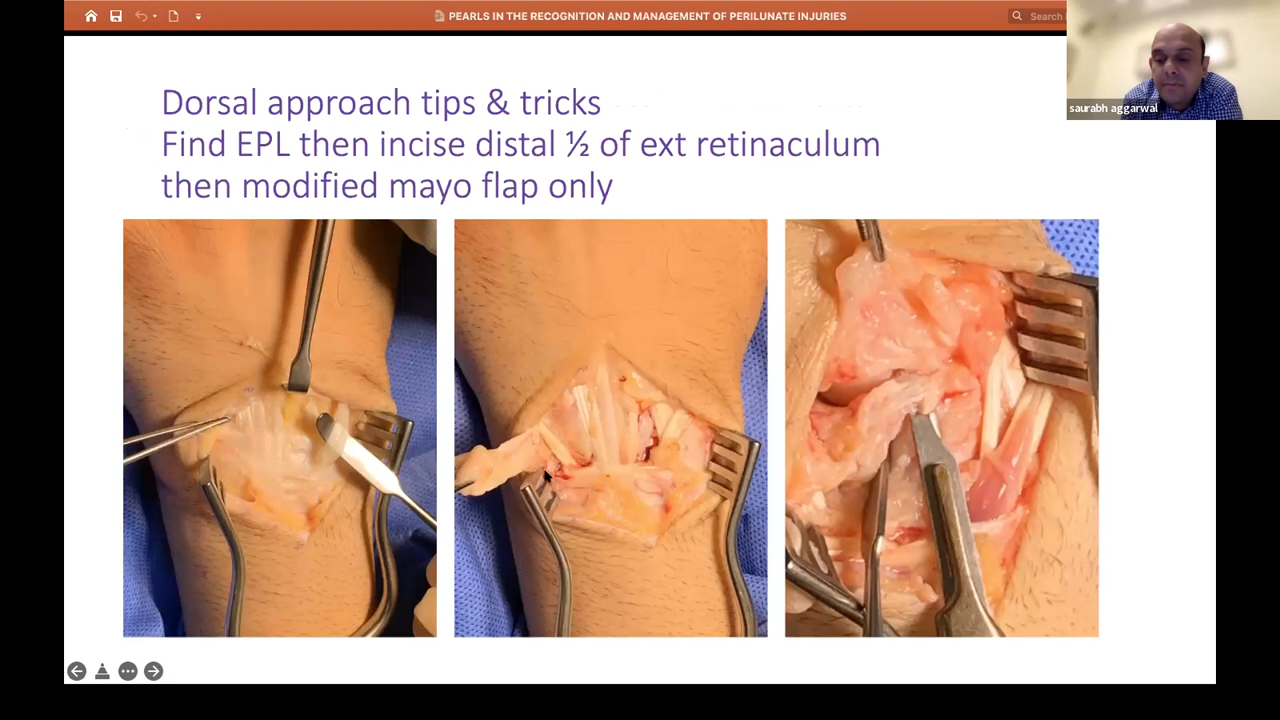 PEARLS IN THE RECOGNITION AND MANAGEMENT OF PERILUNATE INJURIES
Search
saurabh aggarwal
Dorsal approach tips & tricks
Find EPL then incise distal ½ of ext retinaculum
then modified mayo flap only